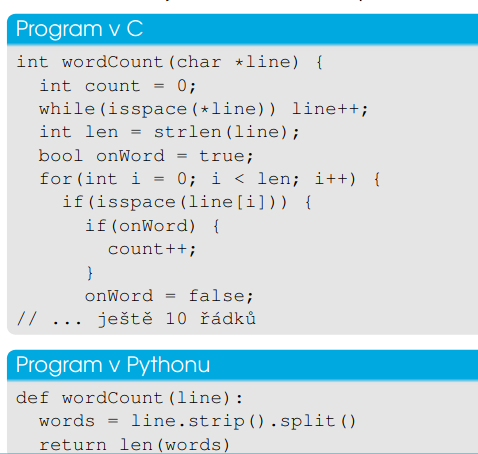 Program v C
int wordCount(char *line) {
  int count = 0;
  while(isspace(*line)) line++;
  int len = strlen(line);
  bool onWord = true;
  for(int i = 0; i < len; i++) {
    if(isspace(line[i])) {
      if(onWord) {
        count++;
      }
      onWord = false;
// ... ještě 10 řádků
Program v Pythonu
def wordCount(line):
  words = line.strip().split()
  return len(words)